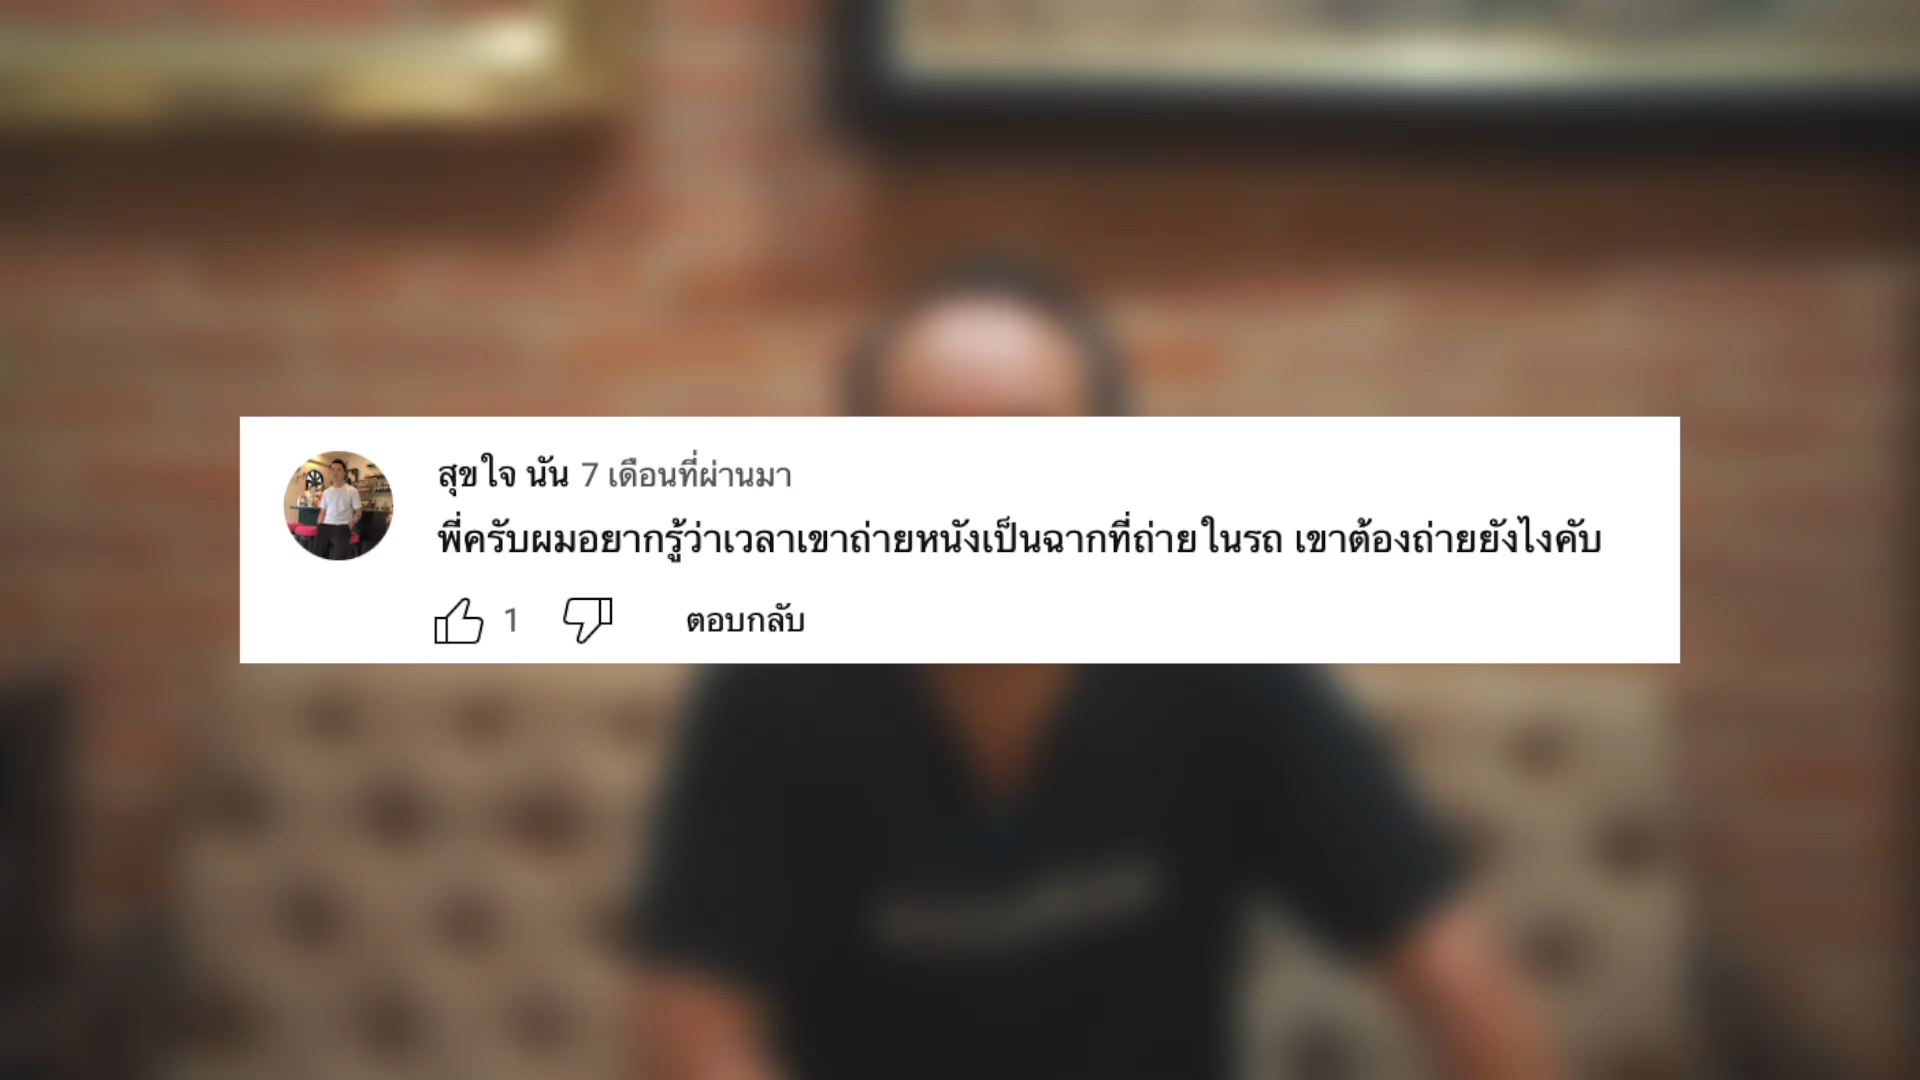 สุขใจ นัน 7 เดือนที่ผ่านมา
พี่ครับผมอยากรู้ว่าเวลาเขาถ่ายหนังเป็นฉากที่ถ่ายในรถ เขาต้องถ่ายยังไงคับ
1 ตอบกลับ